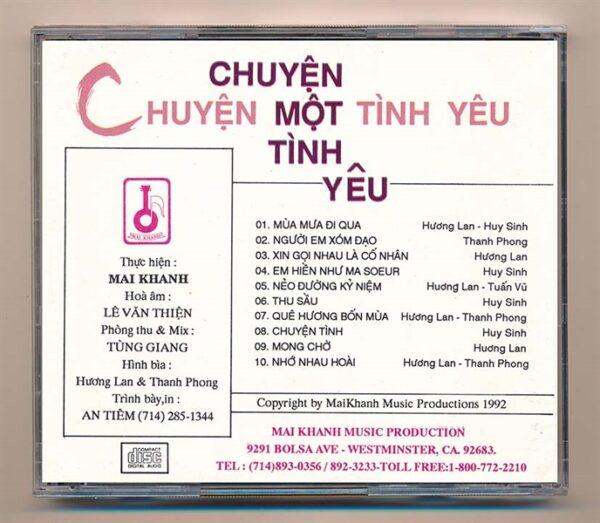 CHUYỆN
CHUYỆN MỘT TÌNH YÊU
TÌNH
YÊU
MAI KHANH
Thực hiện :
MAI KHANH
Hoà âm :
LÊ VĂN THIỆN
Phòng thu & Mix :
TÙNG GIANG
Hình bìa :
Hương Lan & Thanh Phong
Trình bày,in :
AN TIÊM (714) 285-1344
01. MÙA MƯA ĐI QUA Hương Lan - Huy Sinh
02. NGƯỜI EM XÓM ĐẠO Thanh Phong
03. XIN GỌI NHAU LÀ CỐ NHÂN Hương Lan
04. EM HIỀN NHƯ MA SOEUR Huy Sinh
05. NẺO ĐƯỜNG KỶ NIỆM Hương Lan - Tuấn Vũ
06. THU SẦU Huy Sinh
07. QUÊ HƯƠNG BỐN MÙA Hương Lan - Thanh Phong
08. CHUYỆN TÌNH Huy Sinh
09. MONG CHỜ Hương Lan
10. NHỚ NHAU HOÀI Hương Lan - Thanh Phong
Copyright by MaiKhanh Music Productions 1992
COMPACT
disc
DIGITAL AUDIO
MAI KHANH MUSIC PRODUCTION
9291 BOLSA AVE - WESTMINSTER, CA. 92683.
TEL : (714)893-0356 / 892-3233-TOLL FREE:1-800-772-2210